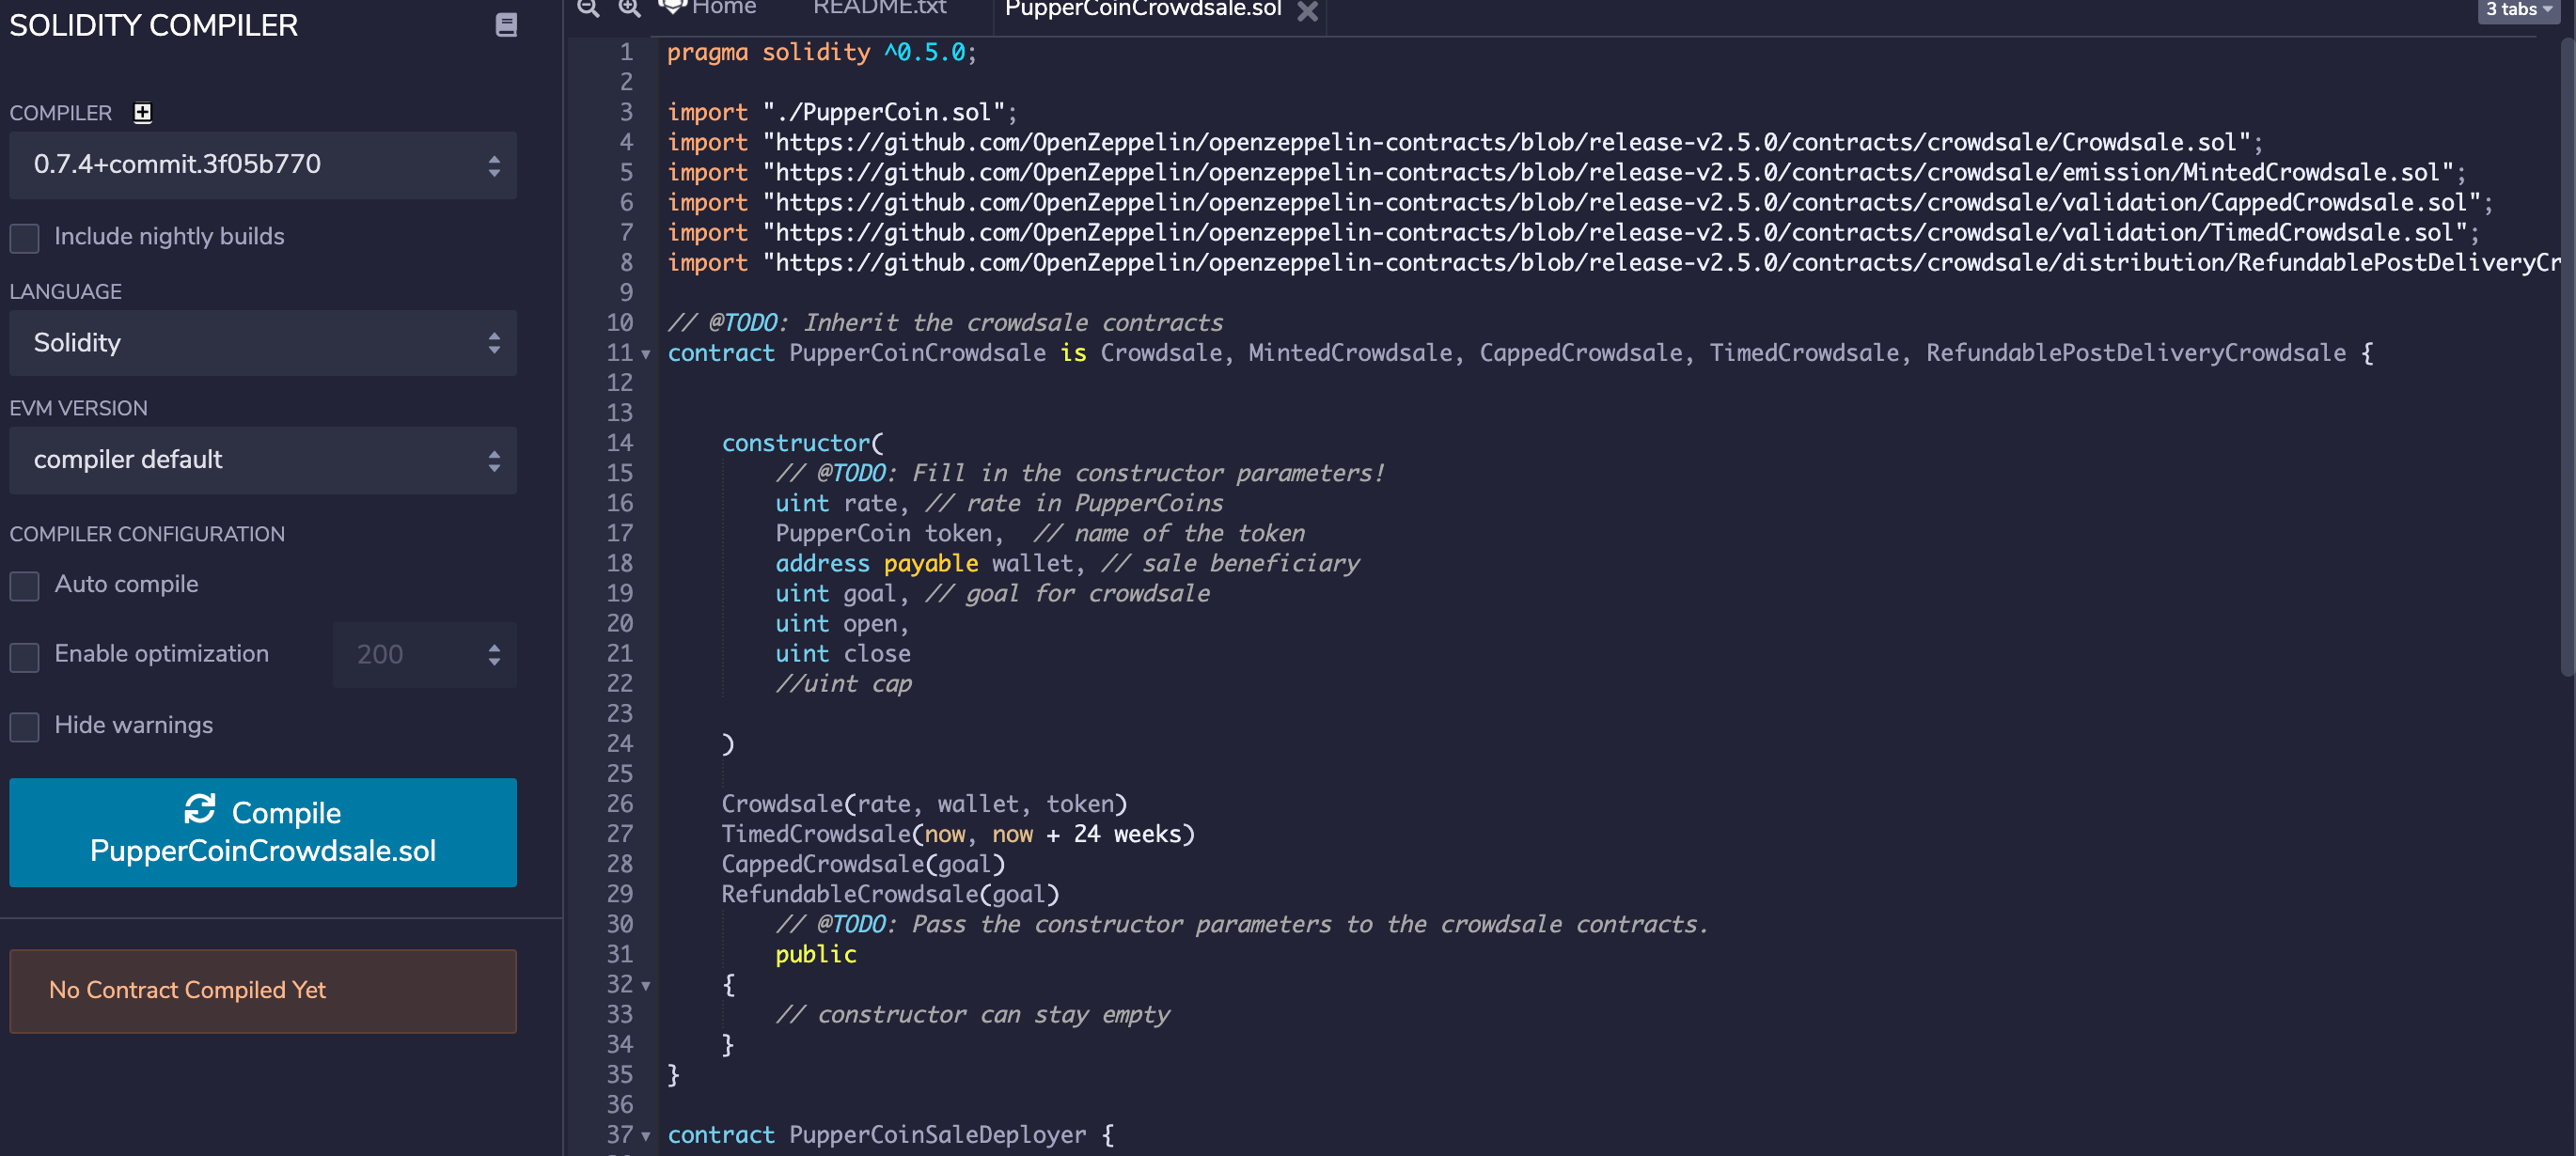 SOLIDITY COMPILER
COMPILER
0.7.4+commit.3f05b770
Include nightly builds
LANGUAGE
Solidity
EVM VERSION
compiler default
COMPILER CONFIGURATION
Auto compile
Enable optimization
200
Hide warnings
Compile
PupperCoinCrowdsale.sol
No Contract Compiled Yet
Home README.txt PupperCoinCrowdsale.sol 3 tabs
1 pragma solidity ^0.5.0;
2
3 import "./PupperCoin.sol";
4 import "https://github.com/OpenZeppelin/openzeppelin-contracts/blob/release-v2.5.0/contracts/crowdsale/Crowdsale.sol";
5 import "https://github.com/OpenZeppelin/openzeppelin-contracts/blob/release-v2.5.0/contracts/crowdsale/emission/MintedCrowdsale.sol";
6 import "https://github.com/OpenZeppelin/openzeppelin-contracts/blob/release-v2.5.0/contracts/crowdsale/validation/CappedCrowdsale.sol";
7 import "https://github.com/OpenZeppelin/openzeppelin-contracts/blob/release-v2.5.0/contracts/crowdsale/validation/TimedCrowdsale.sol";
8 import "https://github.com/OpenZeppelin/openzeppelin-contracts/blob/release-v2.5.0/contracts/crowdsale/distribution/RefundablePostDeliveryCr
9
10 // @TODO: Inherit the crowdsale contracts
11 contract PupperCoinCrowdsale is Crowdsale, MintedCrowdsale, CappedCrowdsale, TimedCrowdsale, RefundablePostDeliveryCrowdsale {
12
13
14 constructor(
15 // @TODO: Fill in the constructor parameters!
16 uint rate, // rate in PupperCoins
17 PupperCoin token, // name of the token
18 address payable wallet, // sale beneficiary
19 uint goal, // goal for crowdsale
20 uint open,
21 uint close
22 //uint cap
23
24 )
25
26 Crowdsale(rate, wallet, token)
27 TimedCrowdsale(now, now + 24 weeks)
28 CappedCrowdsale(goal)
29 RefundableCrowdsale(goal)
30 // @TODO: Pass the constructor parameters to the crowdsale contracts.
31 public
32 {
33 // constructor can stay empty
34 }
35 }
36
37 contract PupperCoinSaleDeployer {